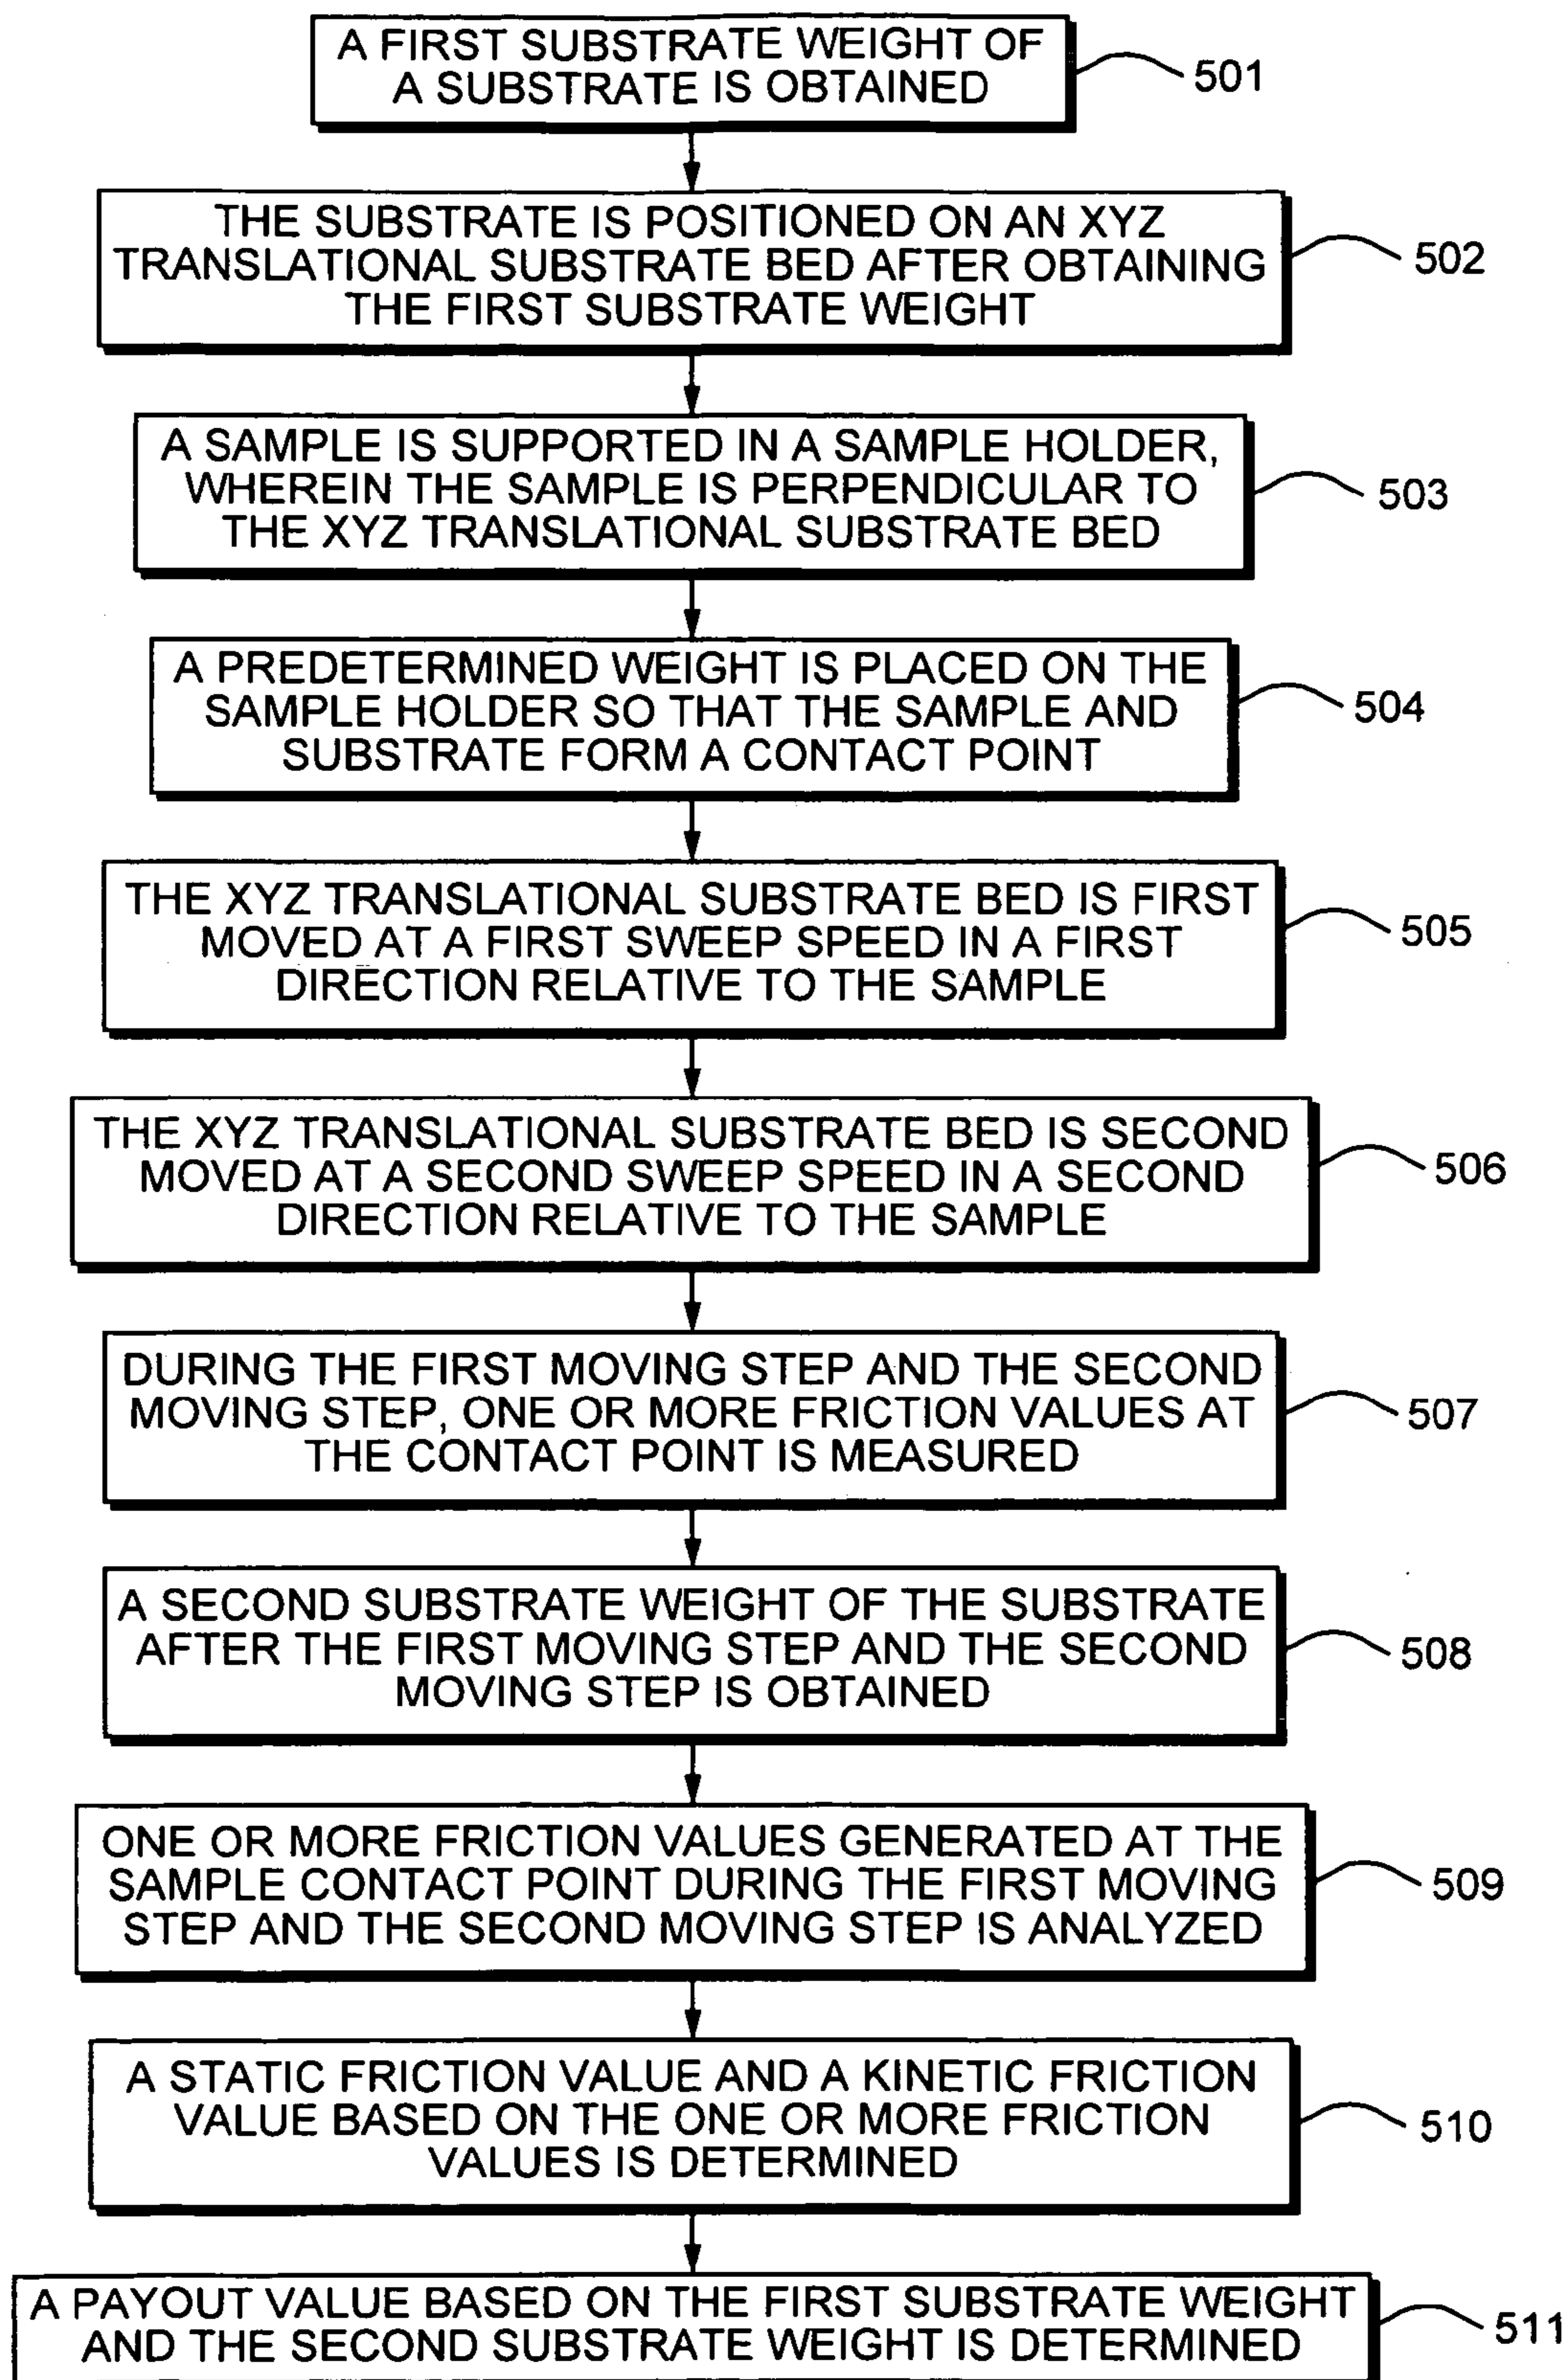 A FIRST SUBSTRATE WEIGHT OF
A SUBSTRATE IS OBTAINED
501
THE SUBSTRATE IS POSITIONED ON AN XYZ
TRANSLATIONAL SUBSTRATE BED AFTER OBTAINING
THE FIRST SUBSTRATE WEIGHT
502
A SAMPLE IS SUPPORTED IN A SAMPLE HOLDER,
WHEREIN THE SAMPLE IS PERPENDICULAR TO
THE XYZ TRANSLATIONAL SUBSTRATE BED
503
A PREDETERMINED WEIGHT IS PLACED ON THE
SAMPLE HOLDER SO THAT THE SAMPLE AND
SUBSTRATE FORM A CONTACT POINT
504
THE XYZ TRANSLATIONAL SUBSTRATE BED IS FIRST
MOVED AT A FIRST SWEEP SPEED IN A FIRST
DIRECTION RELATIVE TO THE SAMPLE
505
THE XYZ TRANSLATIONAL SUBSTRATE BED IS SECOND
MOVED AT A SECOND SWEEP SPEED IN A SECOND
DIRECTION RELATIVE TO THE SAMPLE
506
DURING THE FIRST MOVING STEP AND THE SECOND
MOVING STEP, ONE OR MORE FRICTION VALUES AT
THE CONTACT POINT IS MEASURED
507
A SECOND SUBSTRATE WEIGHT OF THE SUBSTRATE
AFTER THE FIRST MOVING STEP AND THE SECOND
MOVING STEP IS OBTAINED
508
ONE OR MORE FRICTION VALUES GENERATED AT THE
SAMPLE CONTACT POINT DURING THE FIRST MOVING
STEP AND THE SECOND MOVING STEP IS ANALYZED
509
A STATIC FRICTION VALUE AND A KINETIC FRICTION
VALUE BASED ON THE ONE OR MORE FRICTION
VALUES IS DETERMINED
510
A PAYOUT VALUE BASED ON THE FIRST SUBSTRATE WEIGHT
AND THE SECOND SUBSTRATE WEIGHT IS DETERMINED
511